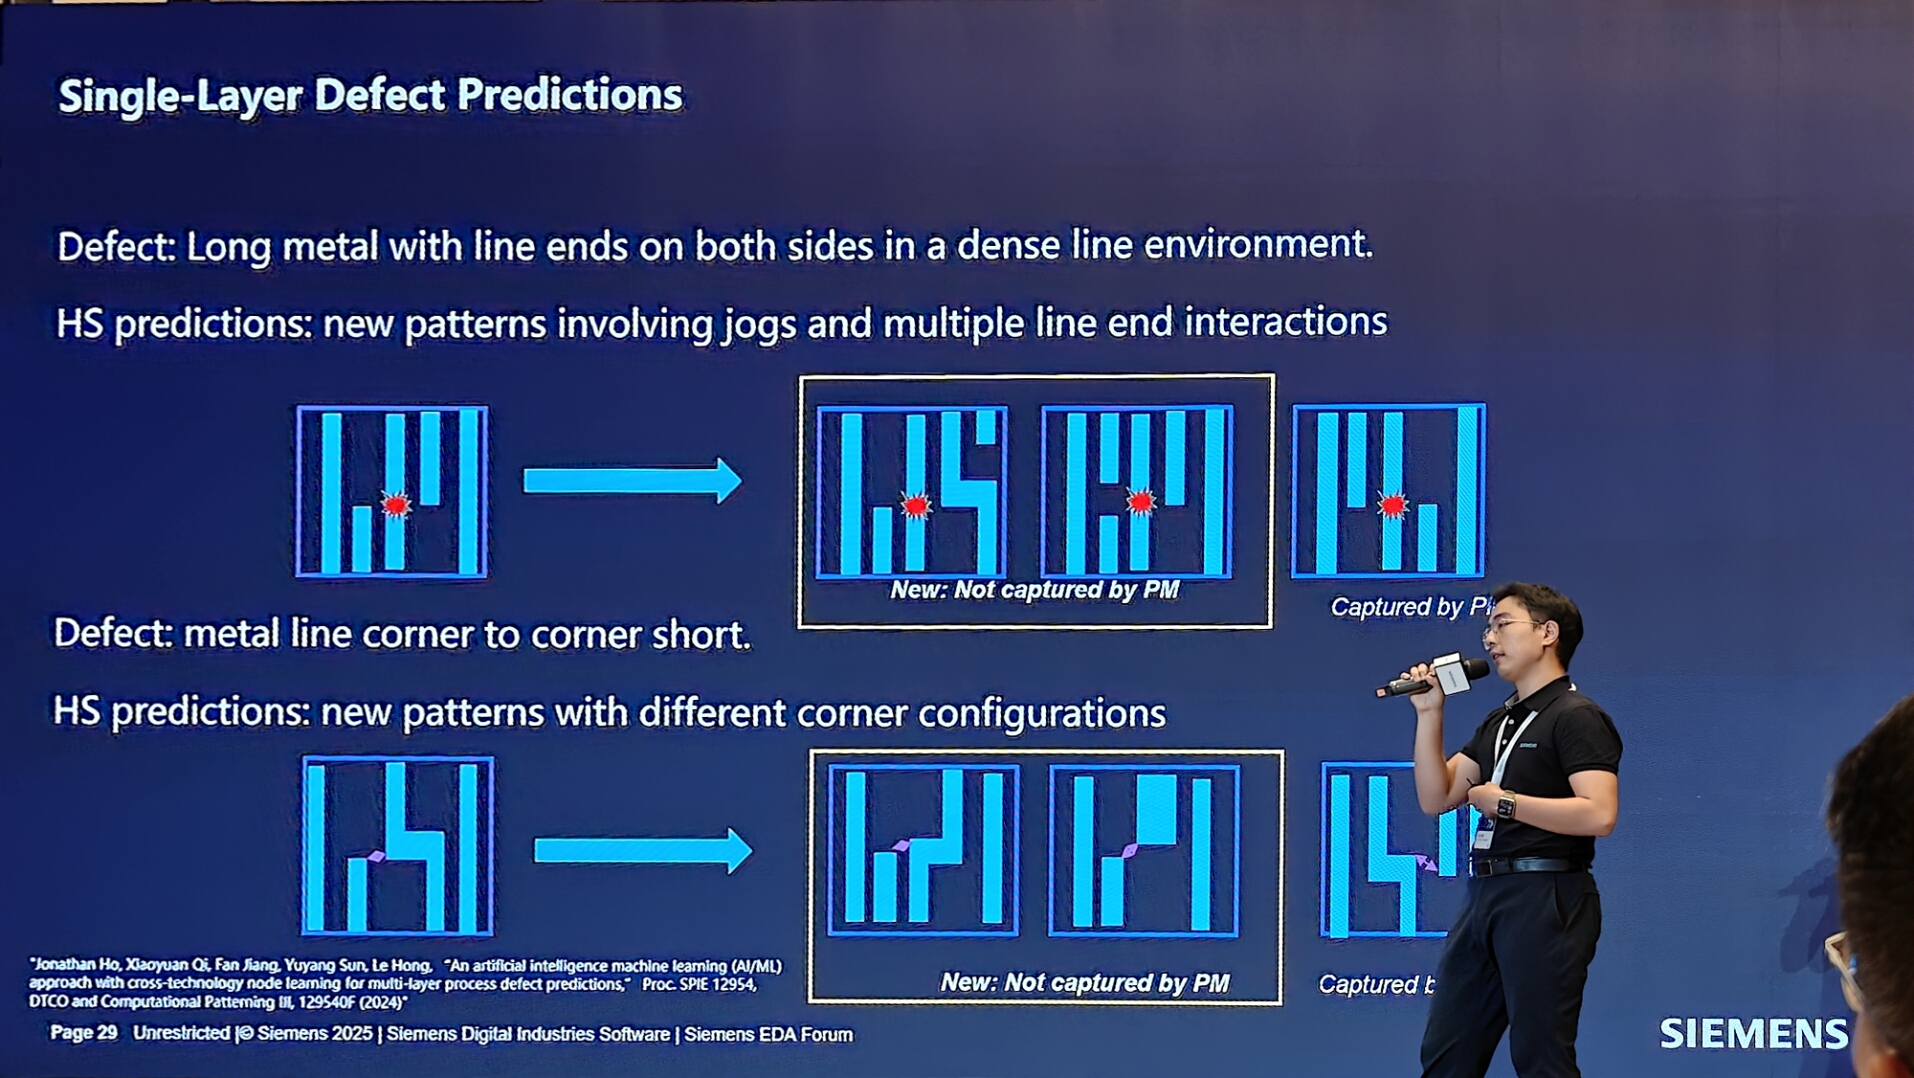 Single-Layer Defect Predictions
Defect: Long metal with line ends on both sides in a dense line environment.
HS predictions: new patterns involving jogs and multiple line end interactions
New: Not captured by PM
Captured by P
Defect: metal line corner to corner short.
HS predictions: new patterns with different corner configurations
New: Not captured by PM
Captured b
"Jonathan Ho, Xiaoyuan Qi, Fan Jiang, Yuyang Sun, Le Hong, "An artificial intelligence machine learning (AI/ML)
approach with cross-technology node learning for multi-layer process defect predictions," Proc. SPIE 12954,
DTCO and Computational Patterning III, 129540F (2024)"
Page 29 Unrestricted |© Siemens 2025 | Siemens Digital Industries Software | Siemens EDA Forum
SIEMENS